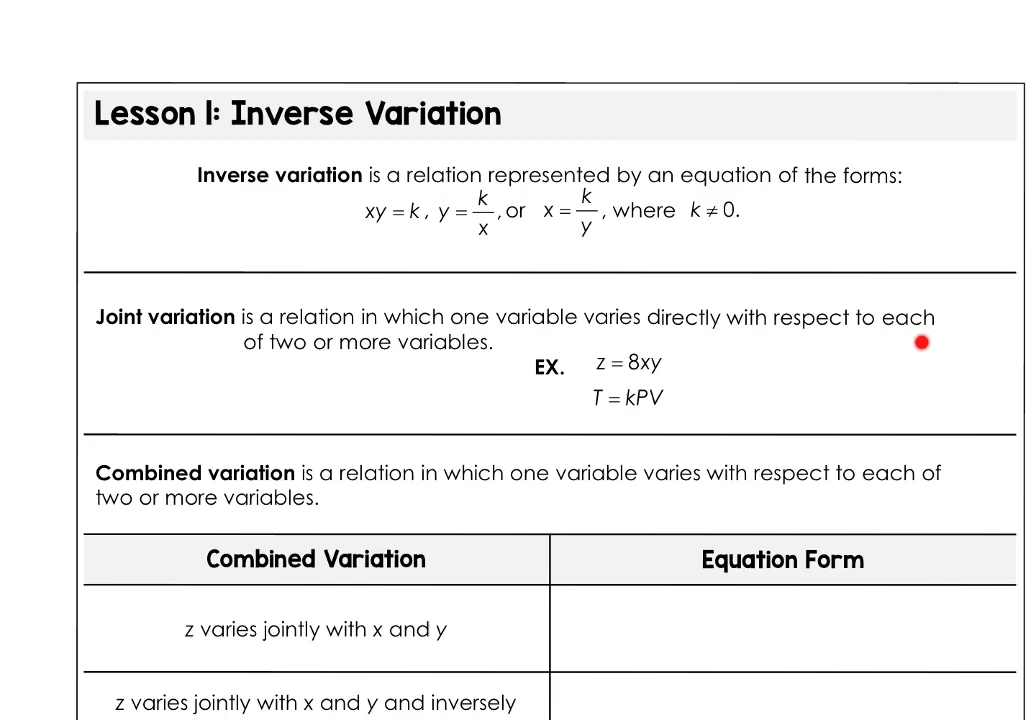 Lesson 1: Inverse Variation
Inverse variation is a relation represented by an equation of the forms:
xy = k, y = k/x, or x = k/y, where k ≠ 0.
Joint variation is a relation in which one variable varies directly with respect to each
of two or more variables.
EX. z = 8xy
T = kPV
Combined variation is a relation in which one variable varies with respect to each of
two or more variables.
Combined Variation Equation Form
z varies jointly with x and y
z varies jointly with x and y and inversely